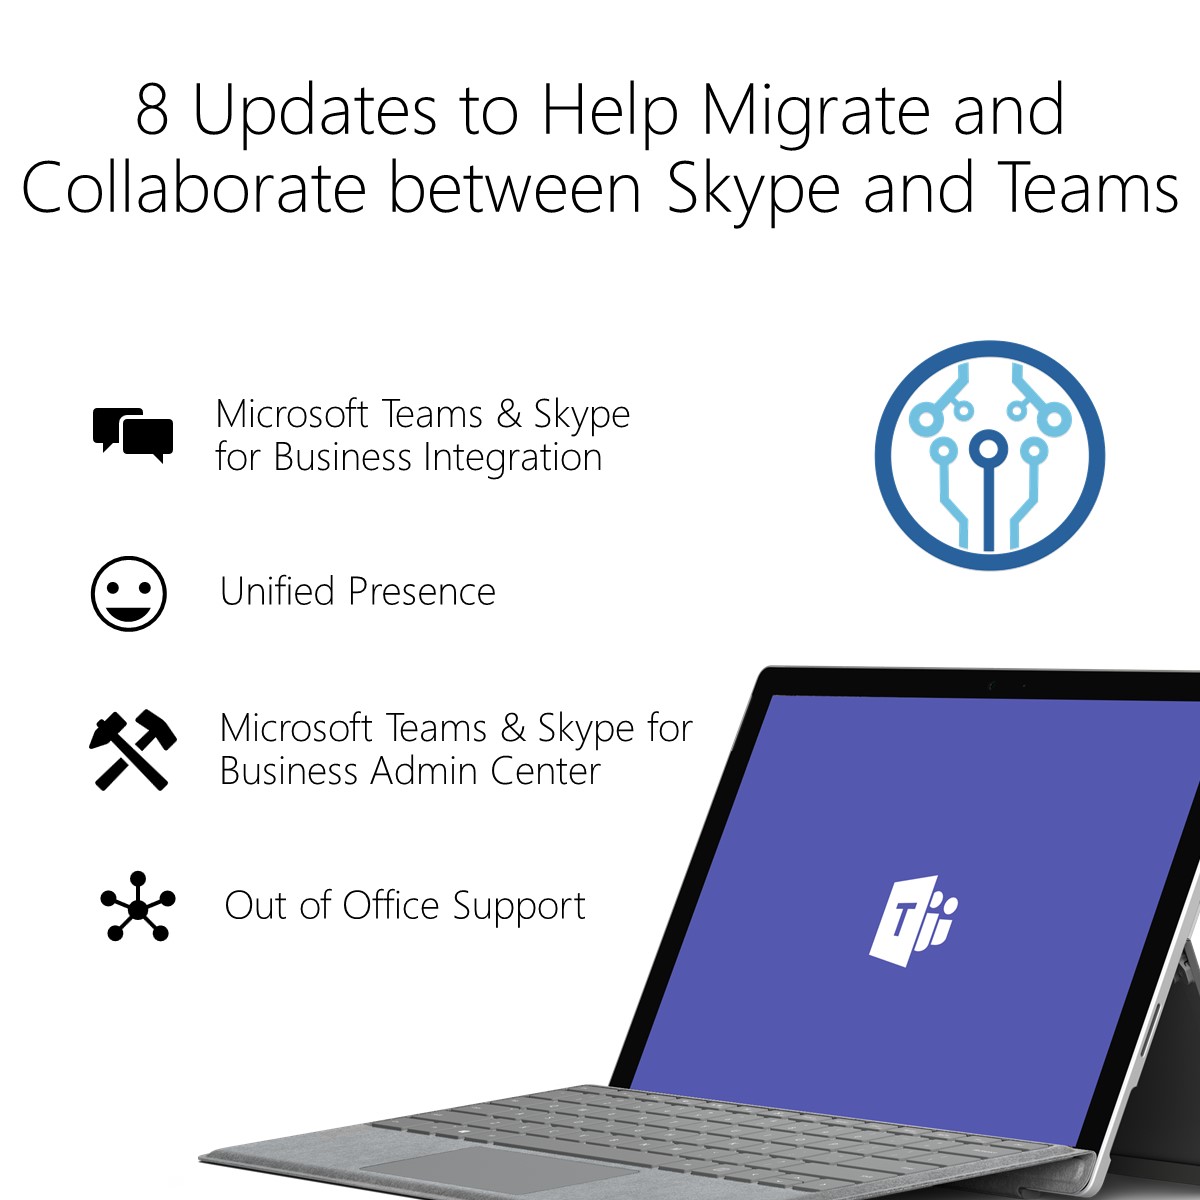 8 Updates to Help Migrate and
Collaborate between Skype and Teams
Microsoft Teams & Skype
for Business Integration
Unified Presence
Microsoft Teams & Skype for
Business Admin Center
Out of Office Support
T